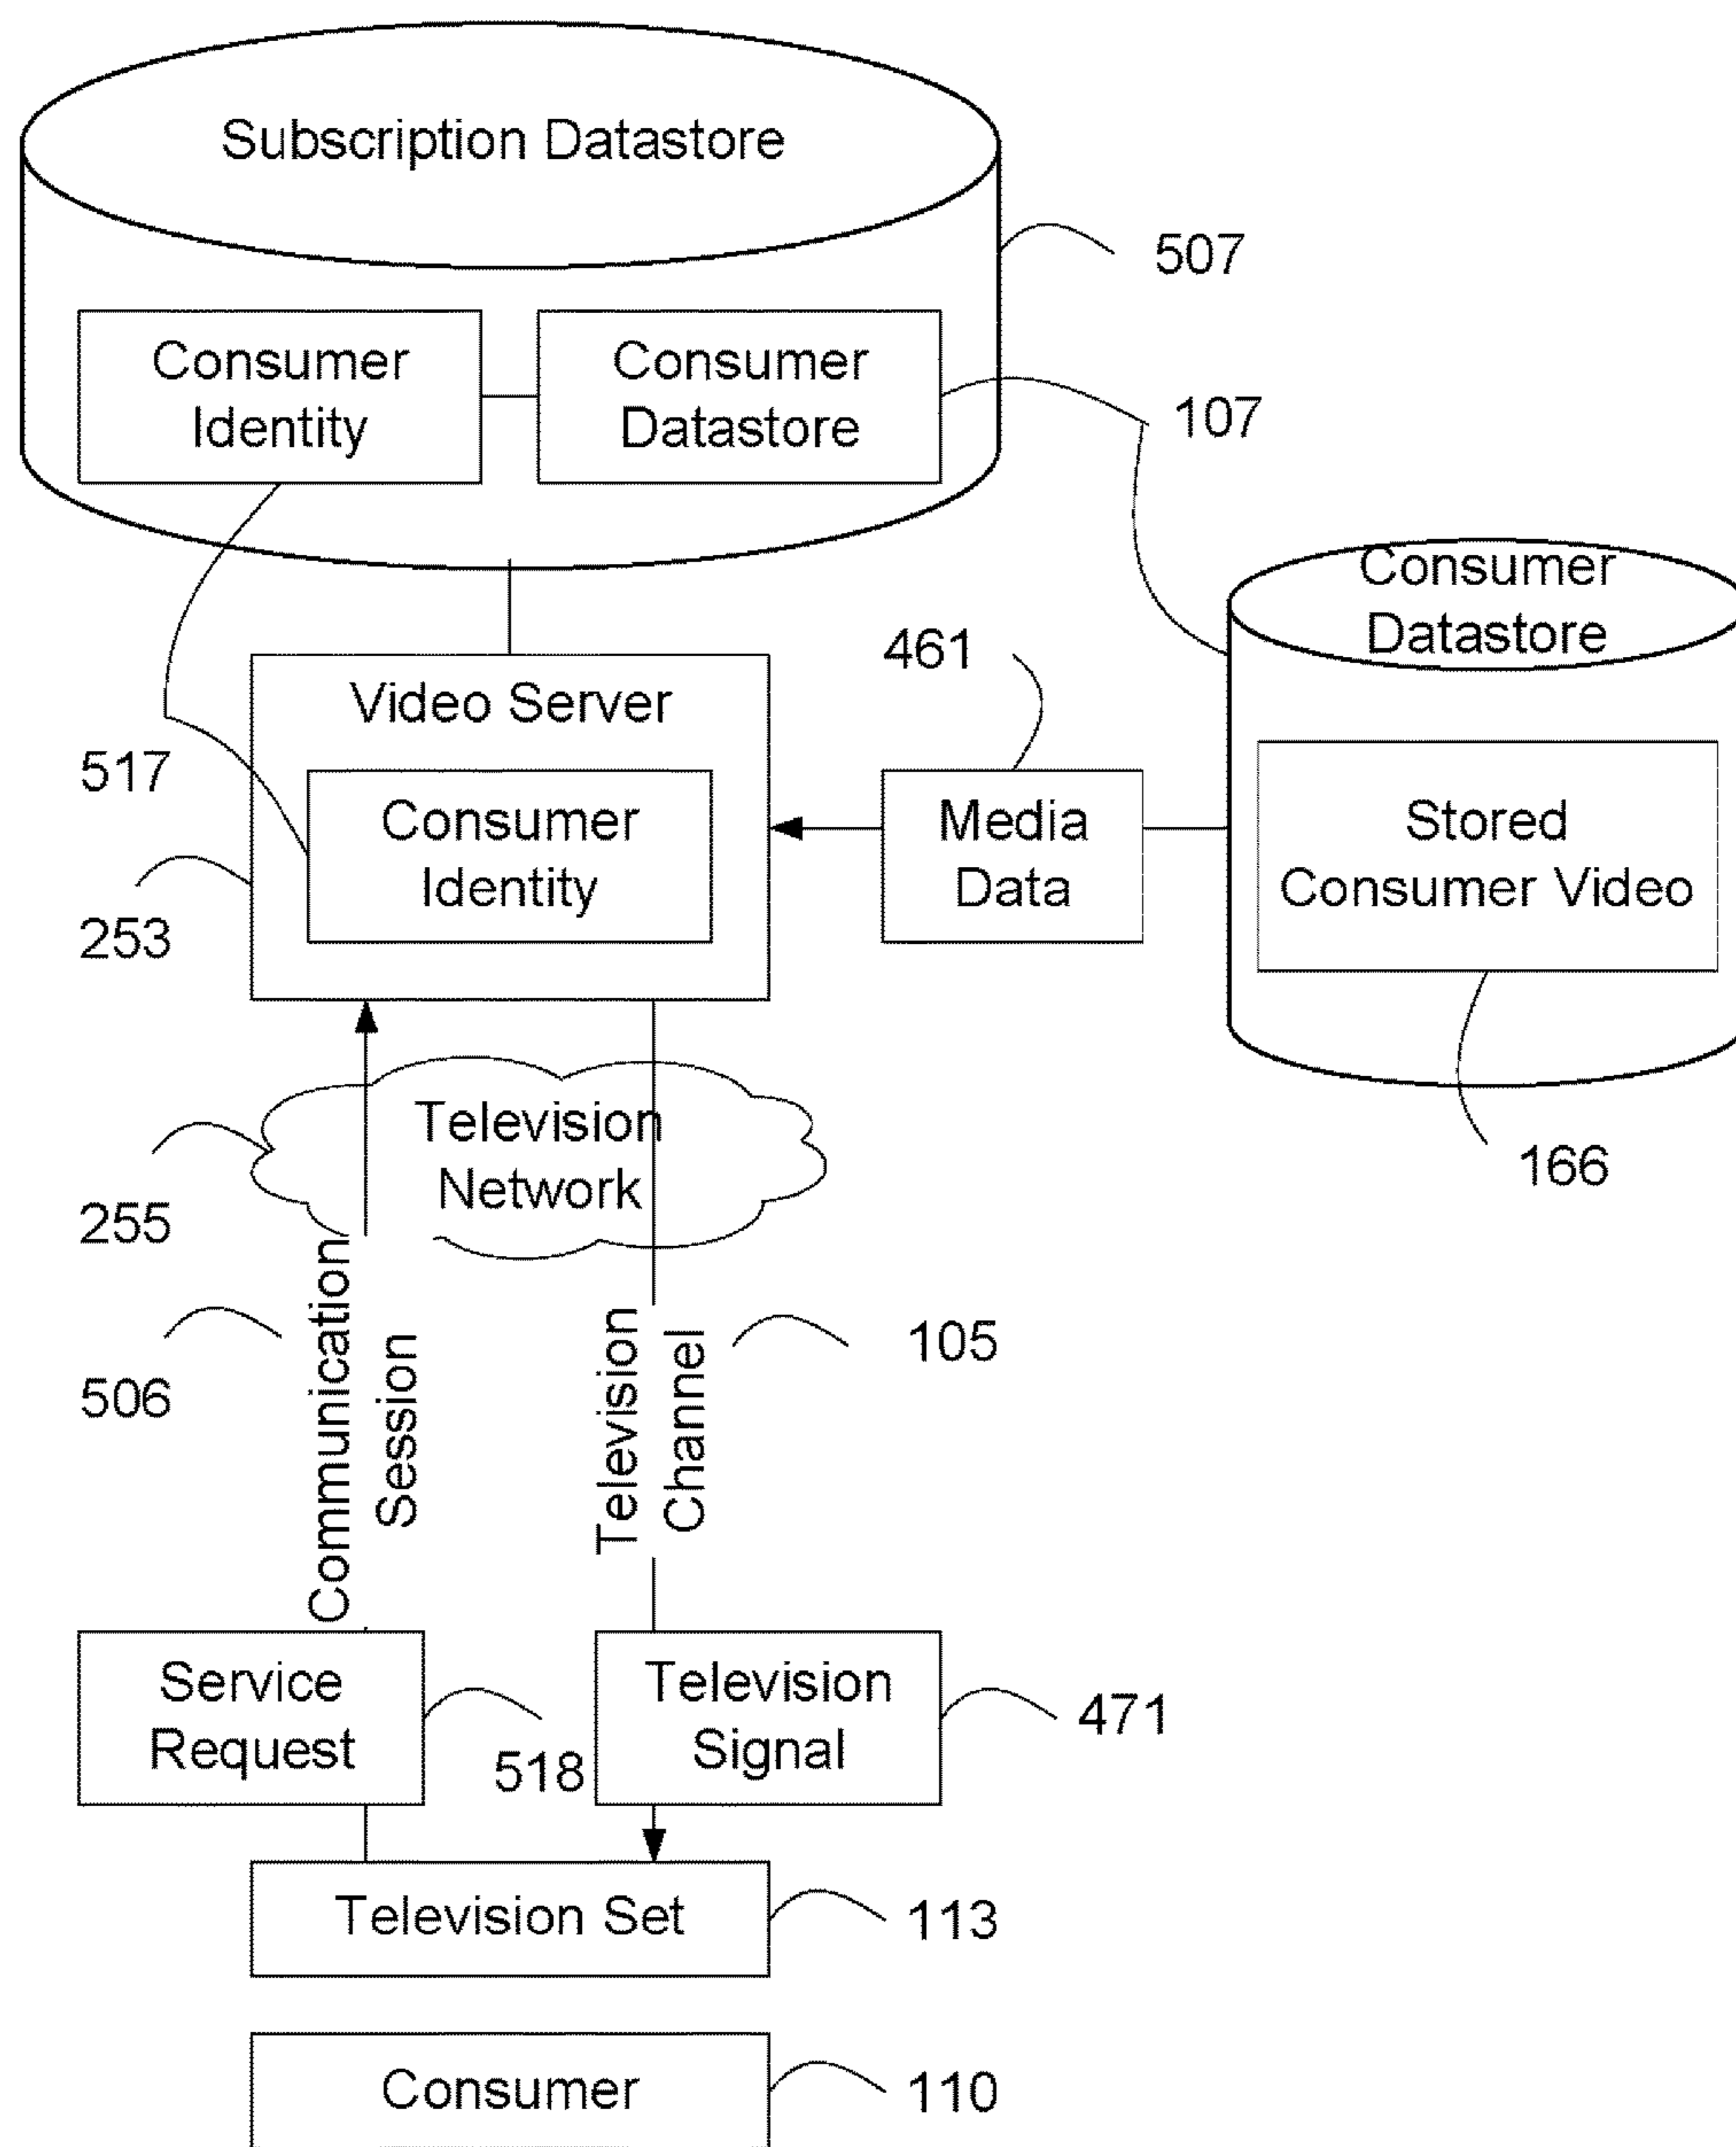 Subscription Datastore
507
Consumer
Identity
Consumer
Datastore
107
Consumer
Datastore
461
Video Server
517
Consumer
Identity
Media
Data
Stored
Consumer Video
253
Television
Network
255
166
Communication
Session
506
Television
Channel
105
Service
Request
518
Television
Signal
471
Television Set
113
Consumer
110